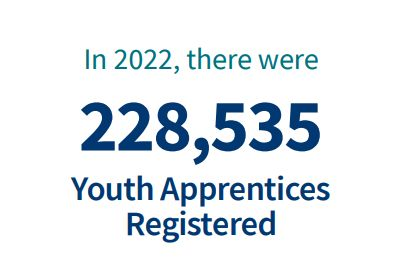 In 2022, there were
228,535
Youth Apprentices
Registered